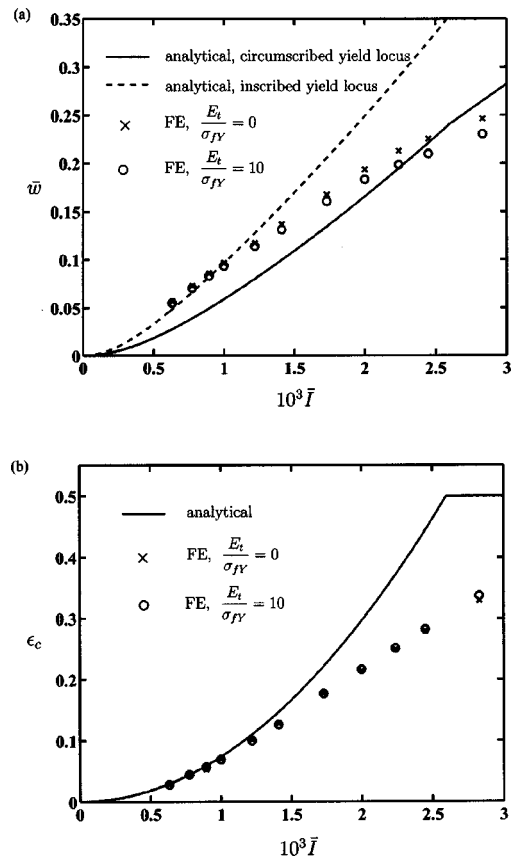 (a)
0.35
0.3
0.25
0.2
0.15
0.1
0.05
0
w̄
analytical, circumscribed yield locus
analytical, inscribed yield locus
× FE, E_t/σ_fY = 0
o FE, E_t/σ_fY = 10
0 0.5 1 1.5 2 2.5 3
10³ Ī
(b)
0.5
0.4
0.3
0.2
0.1
0
ϵ_c
analytical
× FE, E_t/σ_fY = 0
o FE, E_t/σ_fY = 10
0 0.5 1 1.5 2 2.5 3
10³ Ī